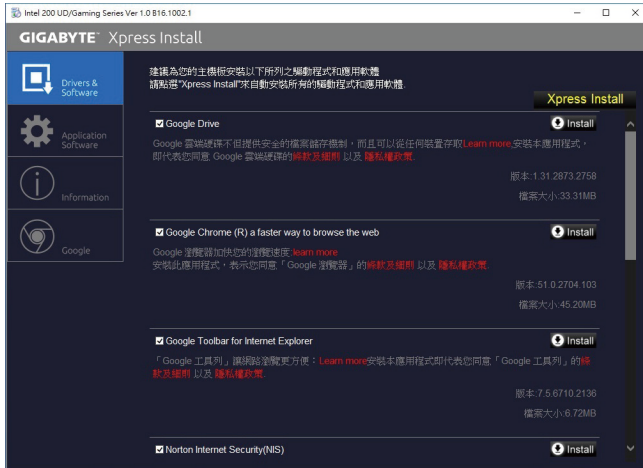 Intel 200 UD/Gaming Series Ver 1.0 B16.1002.1
GIGABYTE™ Xpress Install
Drivers & Software
Application Software
Information
Google
建議為您的主機板安裝以下所列之驅動程式和應用軟體
請點選"Xpress Install"來自動安裝所有的驅動程式和應用軟體.
Xpress Install
Google Drive
Install
Google 雲端硬碟不但提供安全的檔案儲存機制，而且可以從任何裝置存取Learn more,安裝本應用程式，
即代表您同意 Google 雲端硬碟的條款及細則 以及 隱私權政策.
版本:1.31.2873.2758
檔案大小:33.31MB
Google Chrome (R) a faster way to browse the web
Install
Google 瀏覽器加快您的瀏覽速度:learn more
安裝此應用程式，表示您同意「Google 瀏覽器」的條款及細則 以及 隱私權政策.
版本:51.0.2704.103
檔案大小:45.20MB
Google Toolbar for Internet Explorer
Install
「Google 工具列」讓網路瀏覽更方便：Learn more安裝本應用程式即代表您同意「Google 工具列」的條
款及細則 以及 隱私權政策.
版本:7.5.6710.2136
檔案大小:6.72MB
Norton Internet Security(NIS)
Install